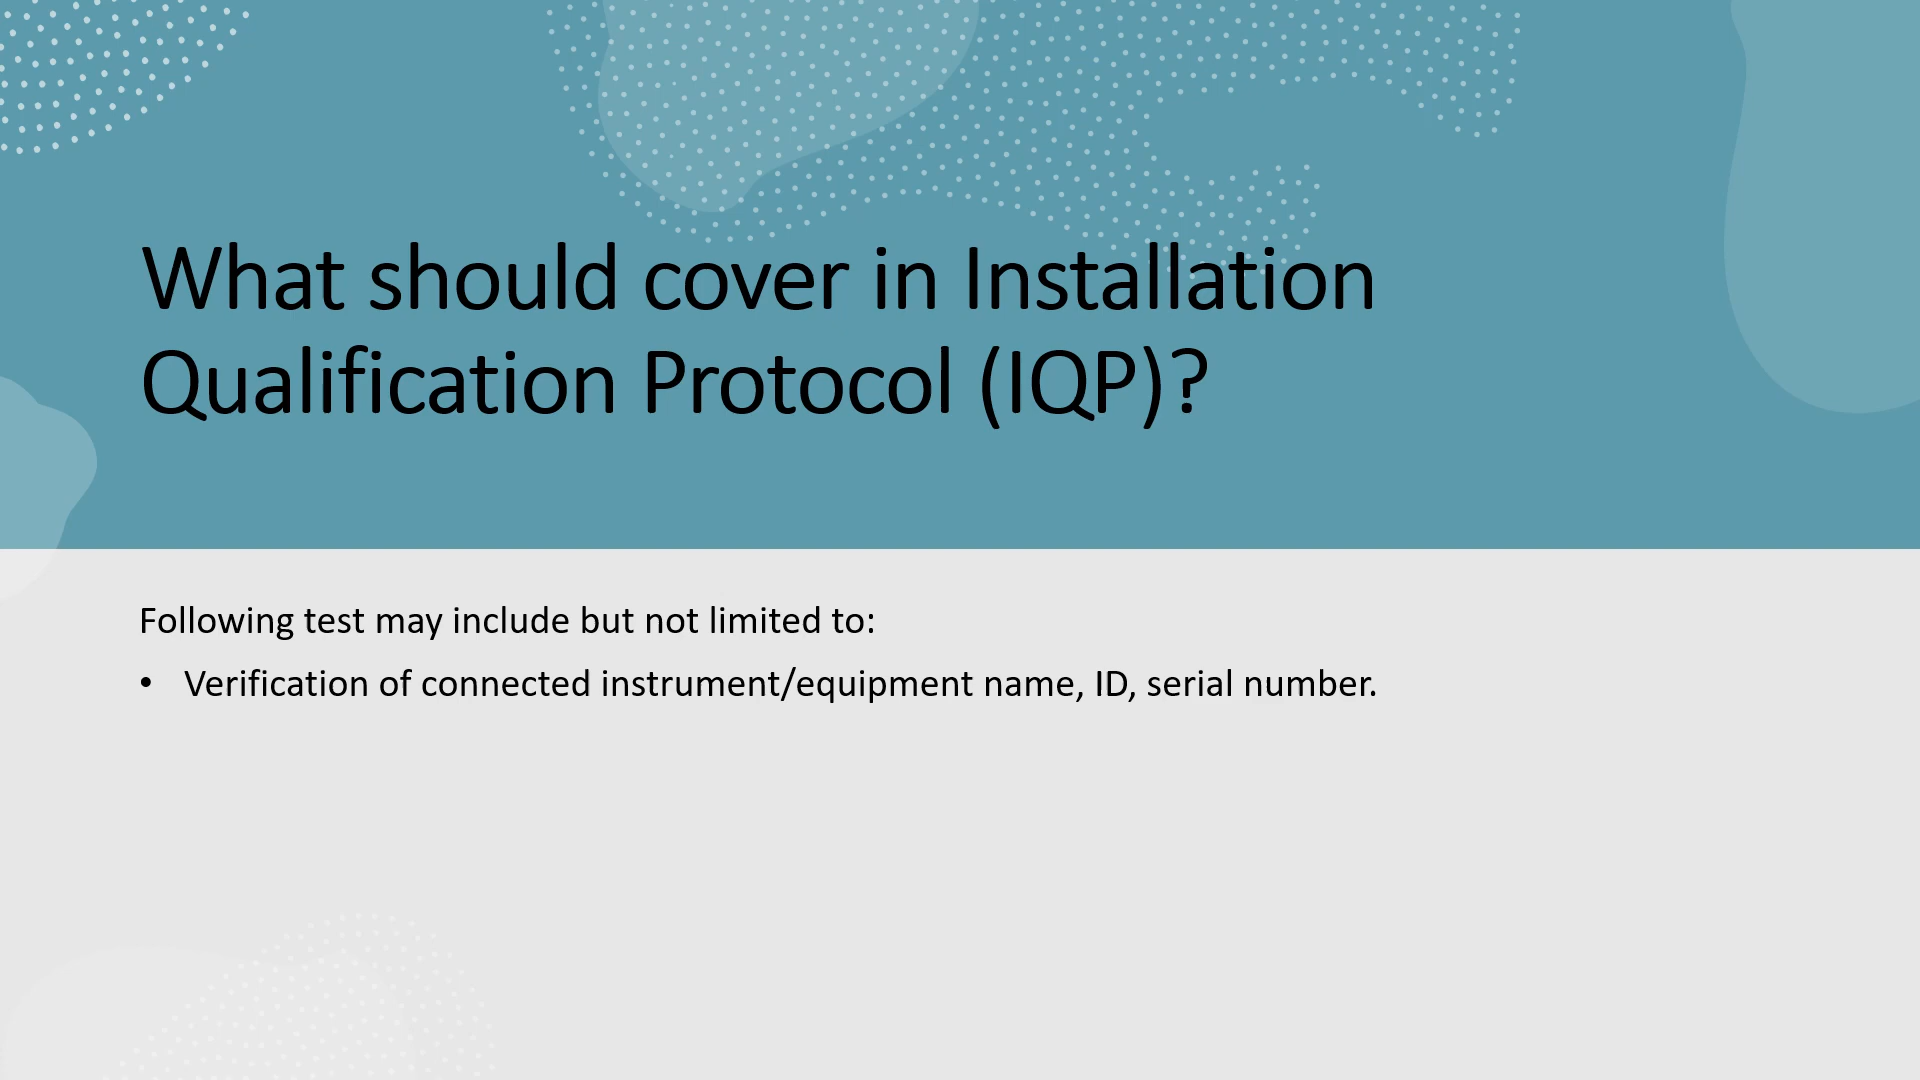 What should cover in Installation
Qualification Protocol (IQP)?
Following test may include but not limited to:
• Verification of connected instrument/equipment name, ID, serial number.